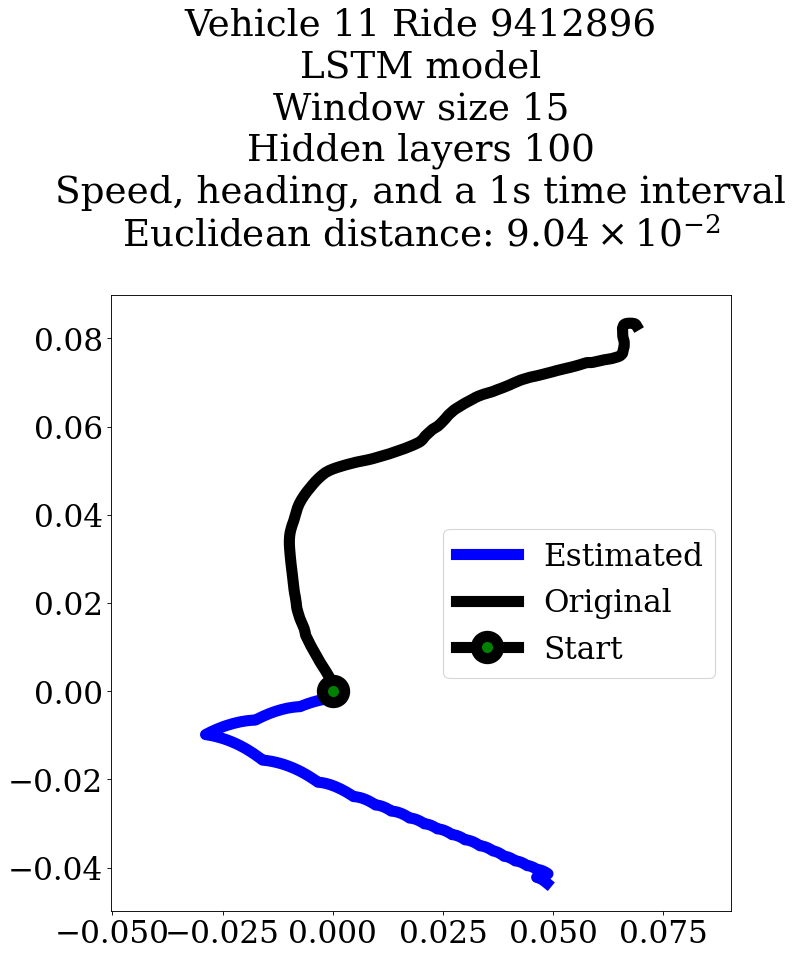 Vehicle 11 Ride 9412896
LSTM model
Window size 15
Hidden layers 100
Speed, heading, and a 1s time interval
Euclidean distance: 9.04 × 10⁻²
0.08
0.06
0.04
0.02
0.00
−0.02
−0.04
Estimated
Original
Start
−0.050 −0.025 0.000 0.025 0.050 0.075